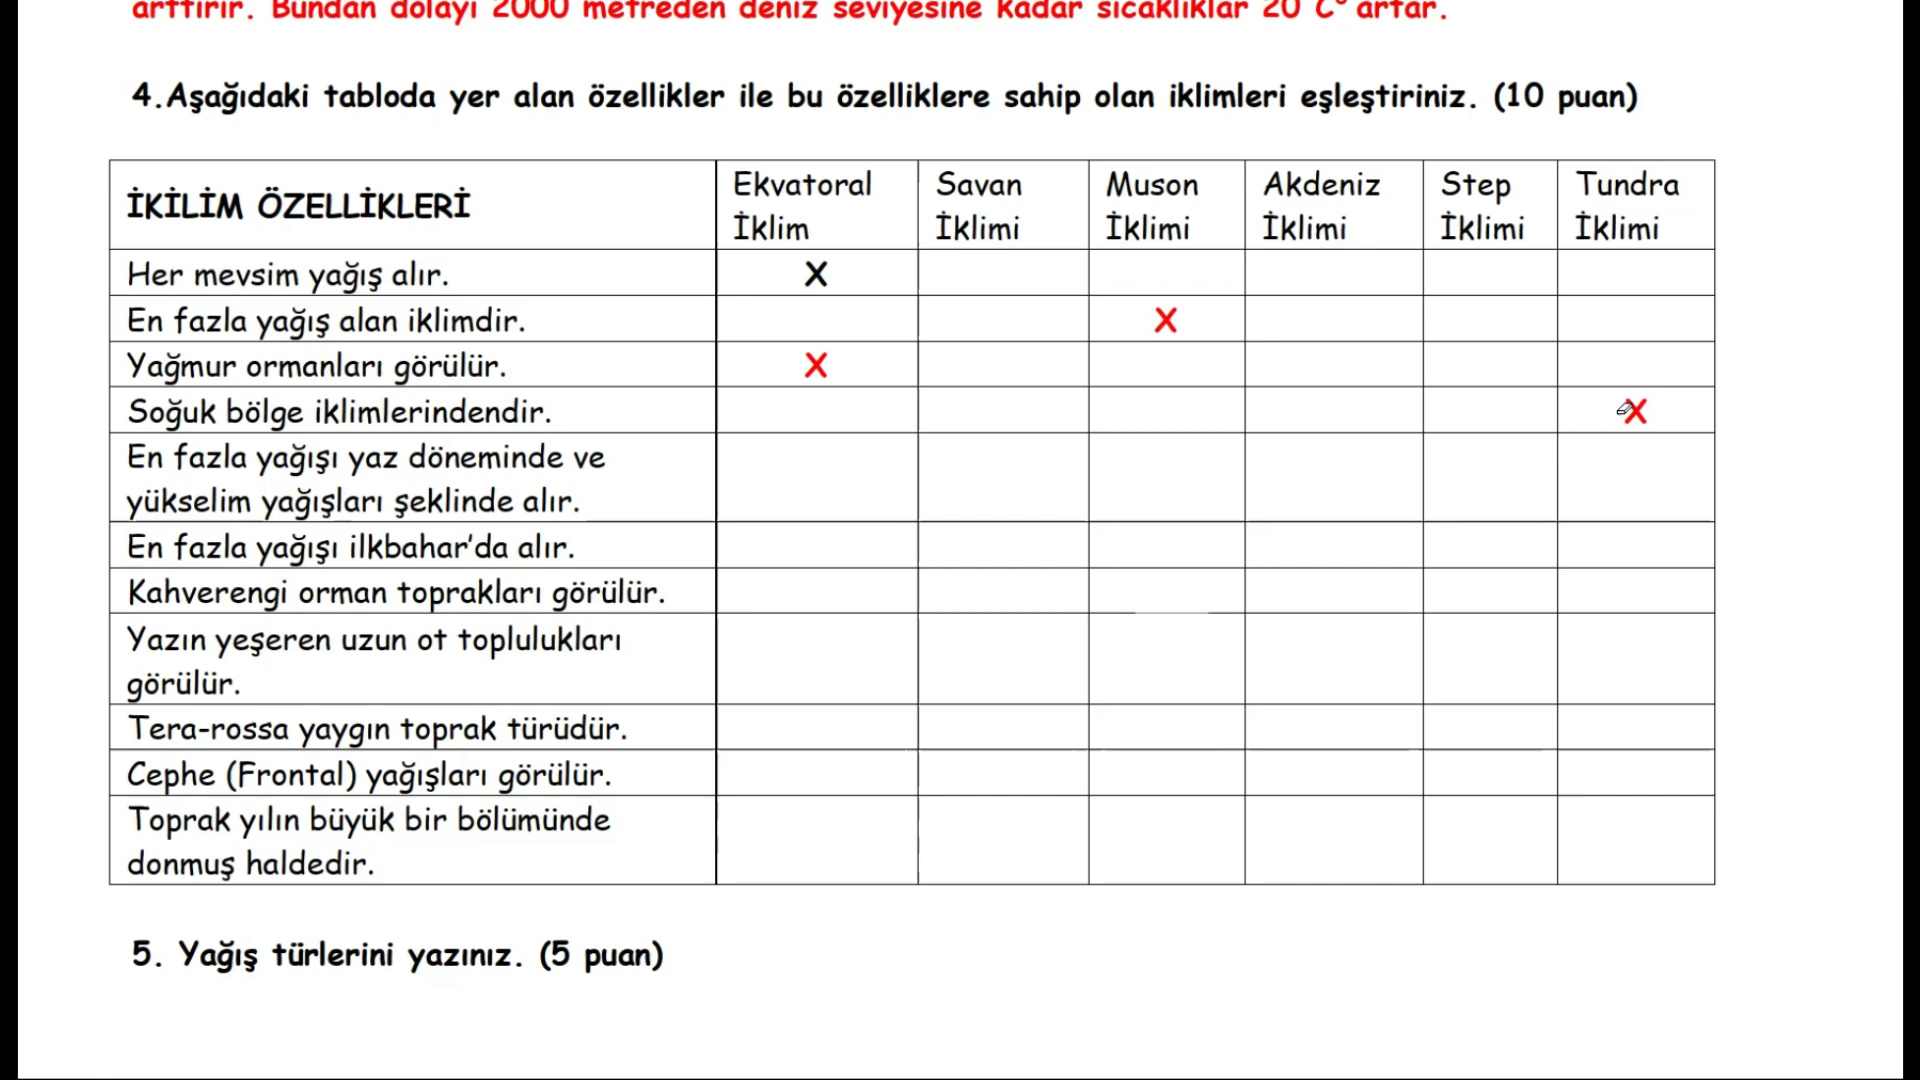 arttırır. Bundan dolayı 2000 metreden deniz seviyesine kadar sıcaklıklar 20 C° artar.
4.Aşağıdaki tabloda yer alan özellikler ile bu özelliklere sahip olan iklimleri eşleştiriniz. (10 puan)
İKİLİM ÖZELLİKLERİ
Ekvatoral
İklim
Savan
İklimi
Muson
İklimi
Akdeniz
İklimi
Step
İklimi
Tundra
İklimi
Her mevsim yağış alır. X
En fazla yağış alan iklimdir. X
Yağmur ormanları görülür. X
Soğuk bölge iklimlerindendir. X
En fazla yağışı yaz döneminde ve
yükselim yağışları şeklinde alır.
En fazla yağışı ilkbahar’da alır.
Kahverengi orman toprakları görülür.
Yazın yeşeren uzun ot toplulukları
görülür.
Tera-rossa yaygın toprak türüdür.
Cephe (Frontal) yağışları görülür.
Toprak yılın büyük bir bölümünde
donmuş haldedir.
5. Yağış türlerini yazınız. (5 puan)